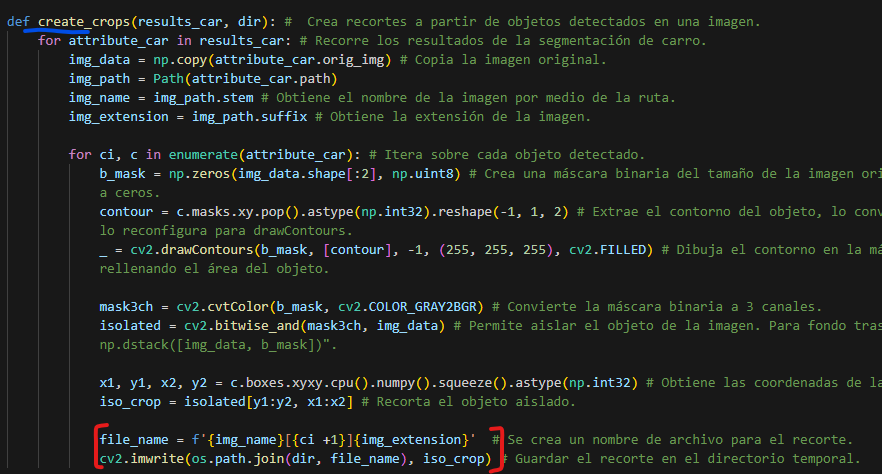 def create_crops(results_car, dir): #  Crea recortes a partir de objetos detectados en una imagen.
    for attribute_car in results_car: # Recorre los resultados de la segmentación de carro.
        img_data = np.copy(attribute_car.orig_img) # Copia la imagen original.
        img_path = Path(attribute_car.path)
        img_name = img_path.stem # Obtiene el nombre de la imagen por medio de la ruta.
        img_extension = img_path.suffix # Obtiene la extensión de la imagen.

        for ci, c in enumerate(attribute_car): # Itera sobre cada objeto detectado.
            b_mask = np.zeros(img_data.shape[:2], np.uint8) # Crea una máscara binaria del tamaño de la imagen ori
            a ceros.
            contour = c.masks.xy.pop().astype(np.int32).reshape(-1, 1, 2) # Extrae el contorno del objeto, lo conv
            lo reconfigura para drawContours.
            _ = cv2.drawContours(b_mask, [contour], -1, (255, 255, 255), cv2.FILLED) # Dibuja el contorno en la má
            rellenando el área del objeto.

            mask3ch = cv2.cvtColor(b_mask, cv2.COLOR_GRAY2BGR) # Convierte la máscara binaria a 3 canales.
            isolated = cv2.bitwise_and(mask3ch, img_data) # Permite aislar el objeto de la imagen. Para fondo tras
            np.dstack([img_data, b_mask])".

            x1, y1, x2, y2 = c.boxes.xyxy.cpu().numpy().squeeze().astype(np.int32) # Obtiene las coordenadas de la
            iso_crop = isolated[y1:y2, x1:x2] # Recorta el objeto aislado.

            file_name = f'{img_name}[{ci +1}]{img_extension}'  # Se crea un nombre de archivo para el recorte.
            cv2.imwrite(os.path.join(dir, file_name), iso_crop) # Guardar el recorte en el directorio temporal.